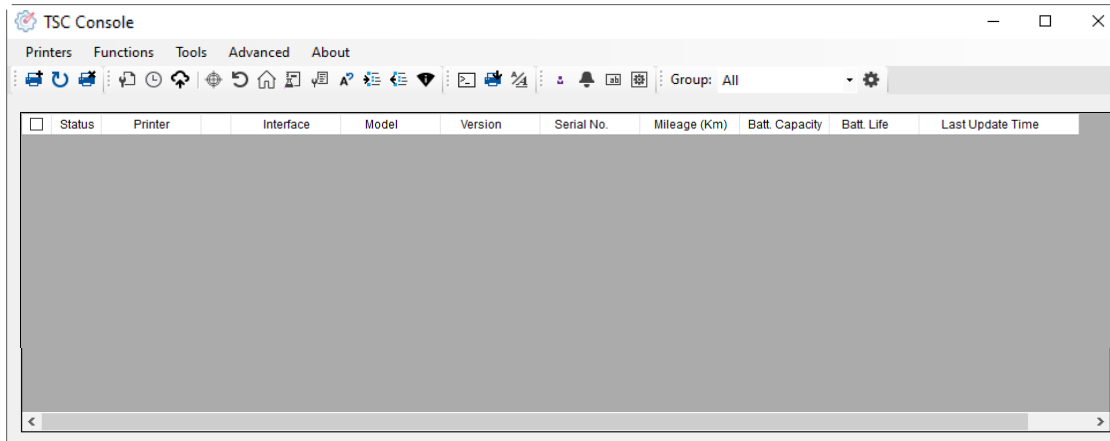 TSC Console
Printers Functions Tools Advanced About
Group: All
Status Printer Interface Model Version Serial No. Mileage (Km) Batt. Capacity Batt. Life Last Update Time